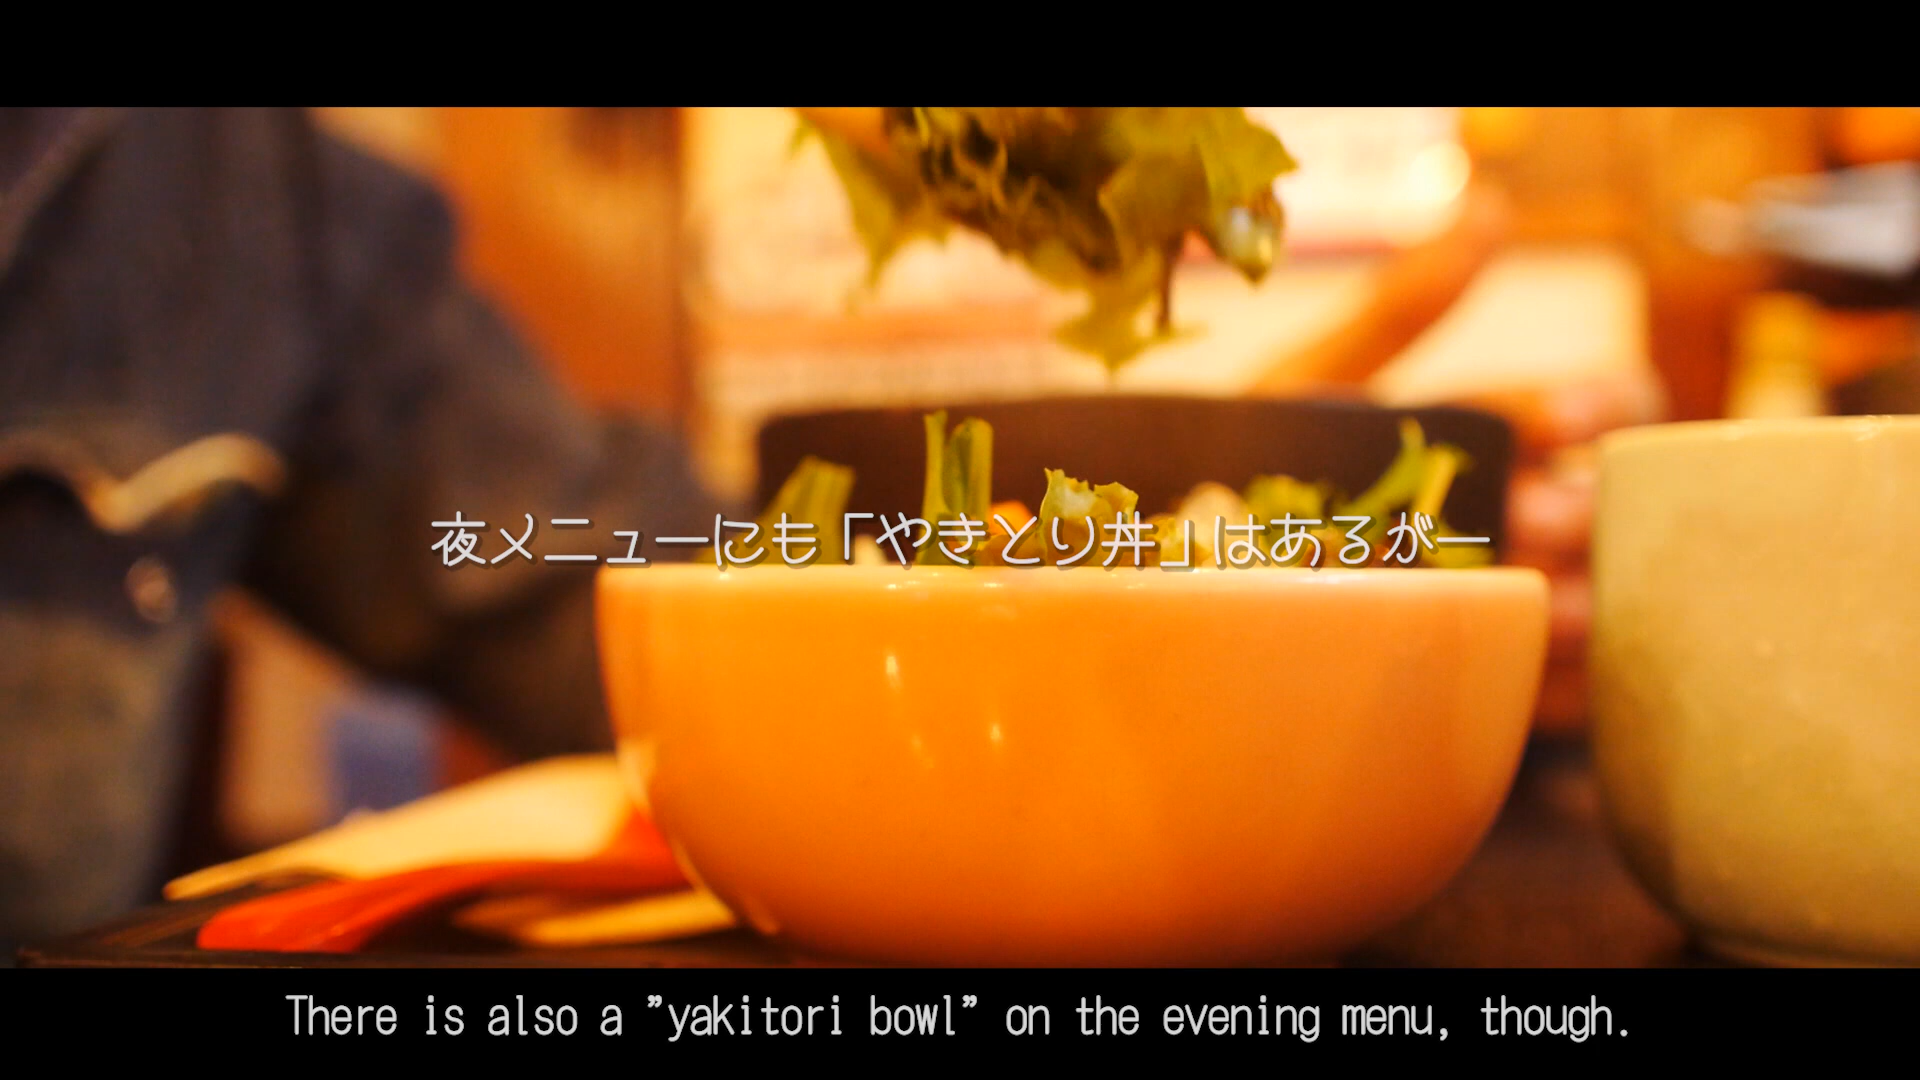 夜メニューにも「やきとり丼」はあるが―
There is also a "yakitori bowl" on the evening menu, though.